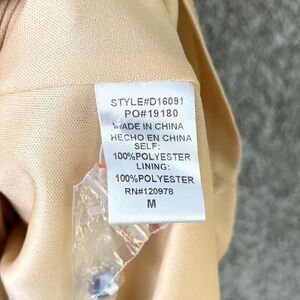 STYLE#D16091
PO#19180
MADE IN CHINA
HECHO EN CHINA
SELF:
100%POLYESTER
LINING:
100%POLYESTER
RN#120978
M